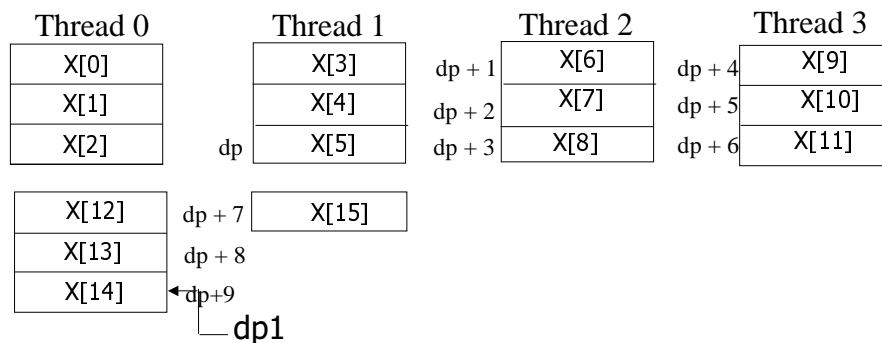 Thread 0 Thread 1 Thread 2 Thread 3
X[0] X[3] dp + 1 X[6] dp + 4 X[9]
X[1] X[4] dp + 2 X[7] dp + 5 X[10]
X[2] dp X[5] dp + 3 X[8] dp + 6 X[11]
X[12] dp + 7 X[15]
X[13] dp + 8
X[14] dp+9
dp1